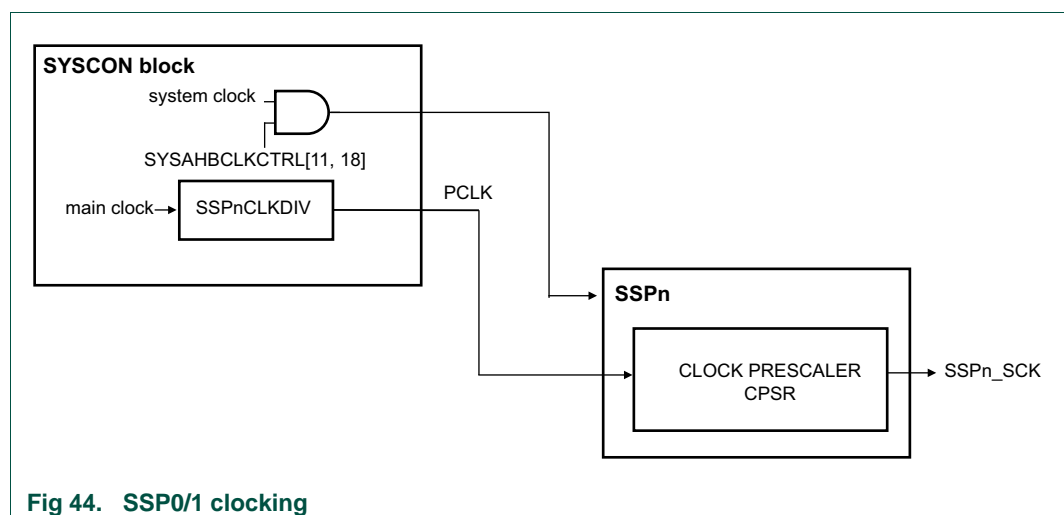 SYSCON block
system clock
SYSAHBCLKCTRL[11, 18]
main clock
SSPnCLKDIV
PCLK
SSPn
CLOCK PRESCALER
CPSR
SSPn_SCK
Fig 44. SSP0/1 clocking